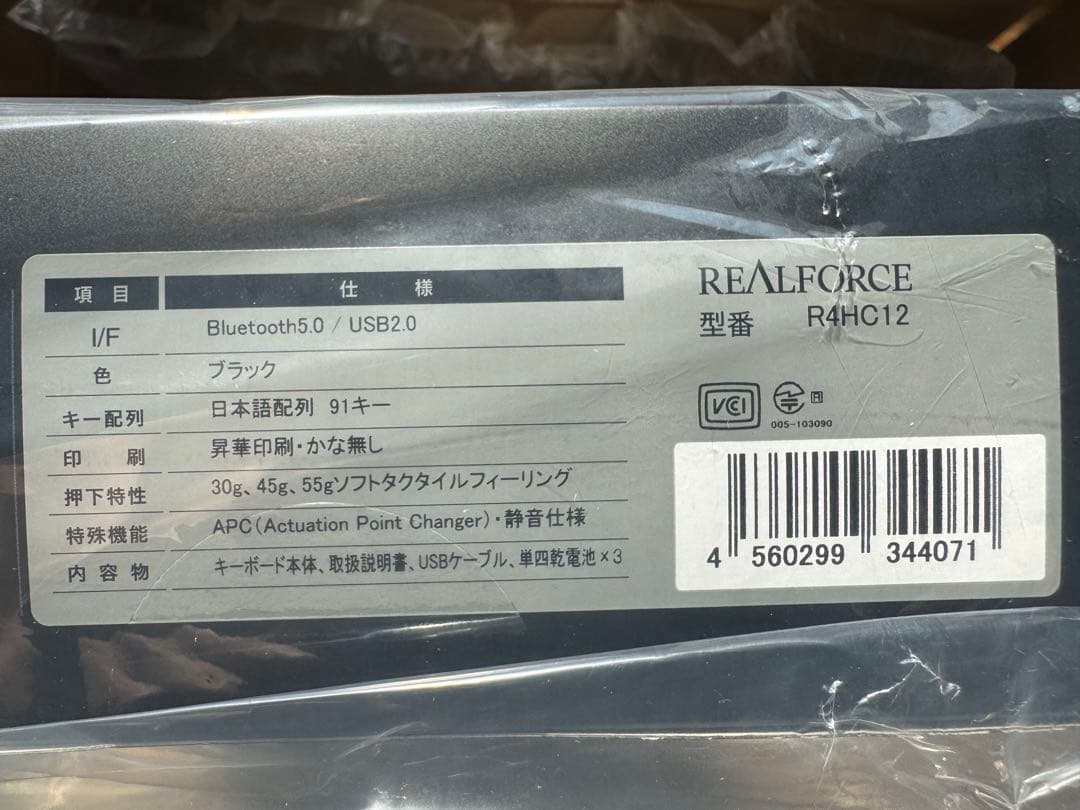 項目 仕様
I/F Bluetooth5.0 / USB2.0
色 ブラック
キー配列 日本語配列 91キー
印刷 昇華印刷・かな無し
押下特性 30g、45g、55gソフトタクタイルフィーリング
特殊機能 APC(Actuation Point Changer)・静音仕様
内容物 キーボード本体、取扱説明書、USBケーブル、単四乾電池×3
REALFORCE
型番 R4HC12
VCI R
005-103090
4 560299 344071